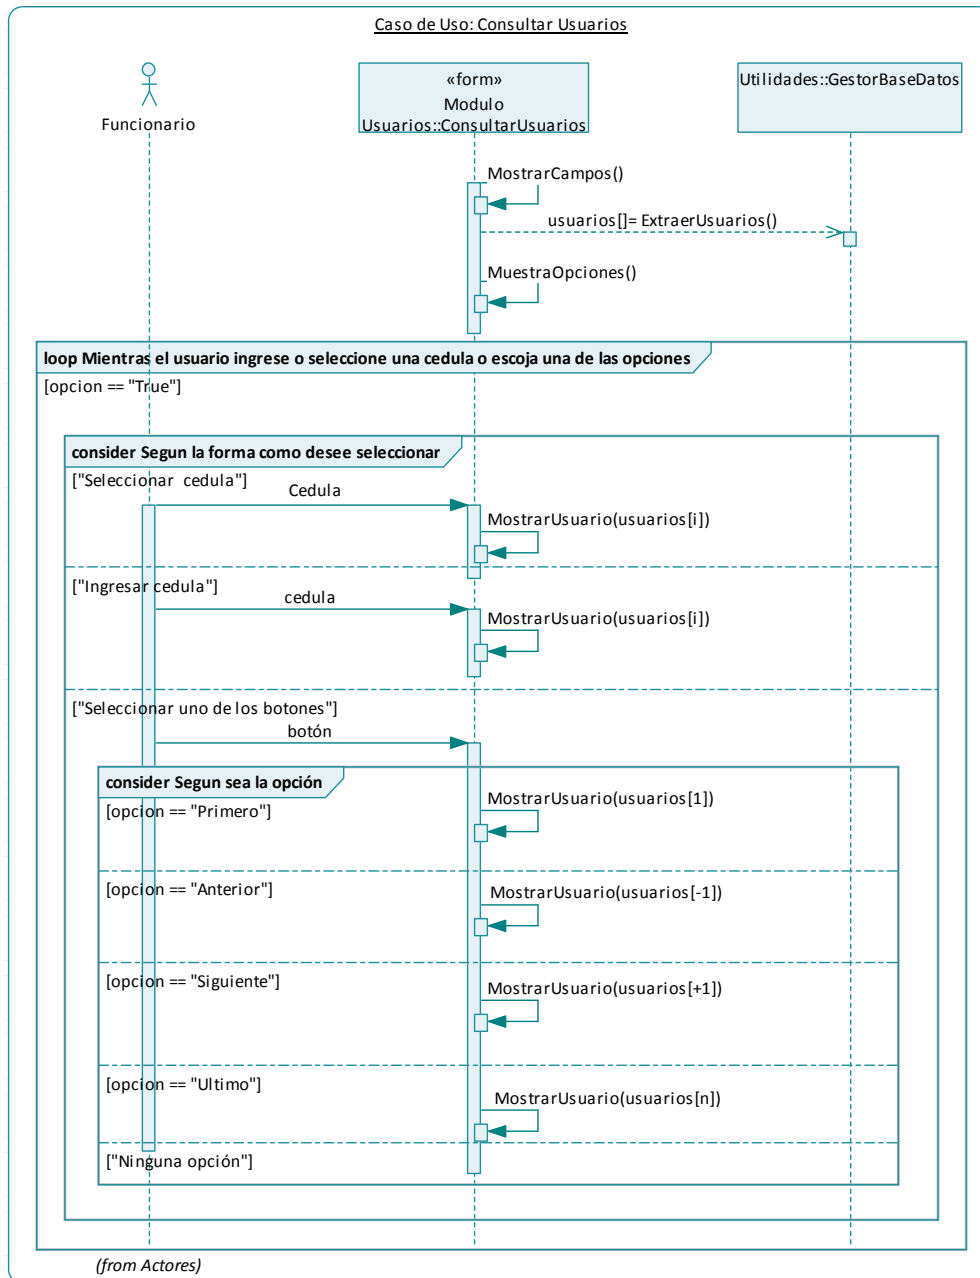 Caso de Uso: Consultar Usuarios
Funcionario
«form»
Modulo
Usuarios::ConsultarUsuarios
Utilidades::GestorBaseDatos
MostrarCampos()
usuarios[]= ExtraerUsuarios()
MuestraOpciones()
loop Mientras el usuario ingrese o seleccione una cedula o escoja una de las opciones
[opcion == "True"]
consider Segun la forma como desee seleccionar
["Seleccionar  cedula"]
Cedula
MostrarUsuario(usuarios[i])
["Ingresar cedula"]
cedula
MostrarUsuario(usuarios[i])
["Seleccionar uno de los botones"]
botón
consider Segun sea la opción
[opcion == "Primero"]
MostrarUsuario(usuarios[1])
[opcion == "Anterior"]
MostrarUsuario(usuarios[-1])
[opcion == "Siguiente"]
MostrarUsuario(usuarios[+1])
[opcion == "Ultimo"]
MostrarUsuario(usuarios[n])
["Ninguna opción"]
(from Actores)